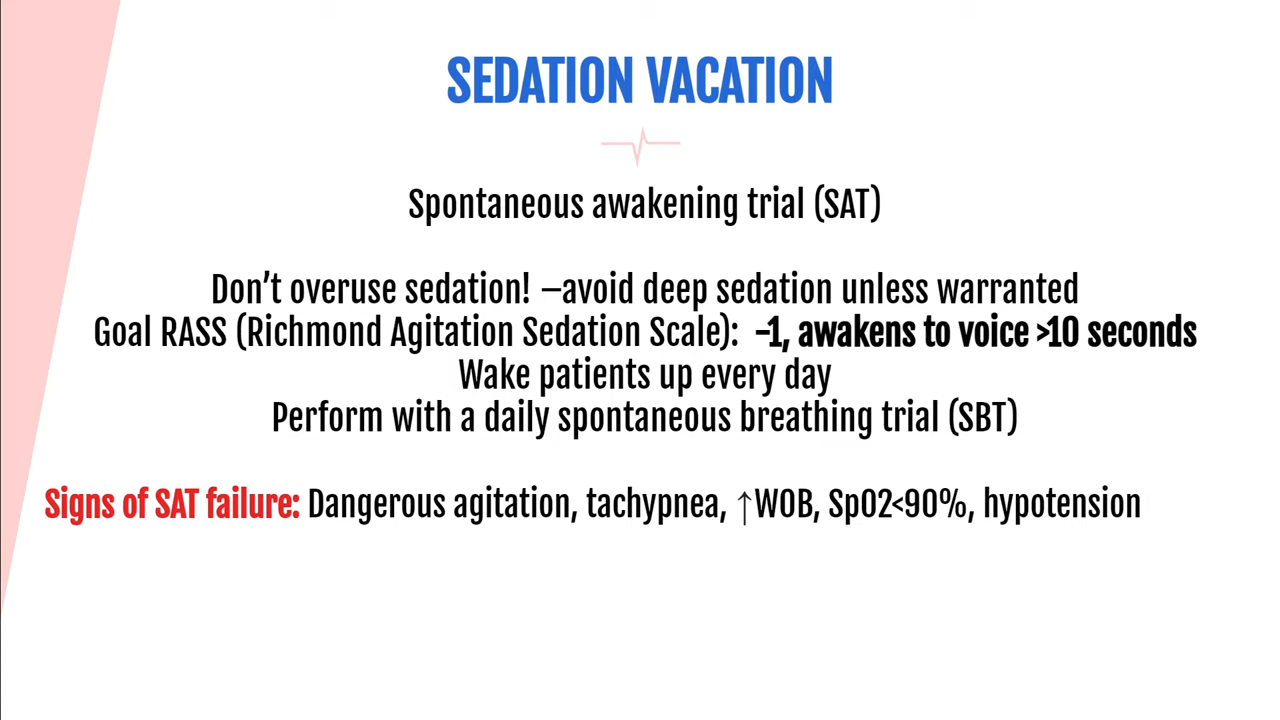 SEDATION VACATION
Spontaneous awakening trial (SAT)
Don’t overuse sedation! –avoid deep sedation unless warranted
Goal RASS (Richmond Agitation Sedation Scale): -1, awakens to voice >10 seconds
Wake patients up every day
Perform with a daily spontaneous breathing trial (SBT)
Signs of SAT failure: Dangerous agitation, tachypnea, ↑WOB, SpO2<90%, hypotension